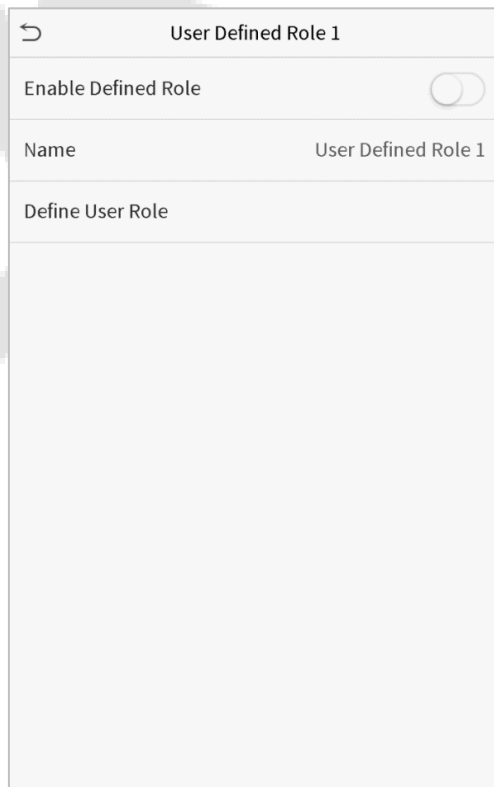 User Defined Role 1
Enable Defined Role
Name User Defined Role 1
Define User Role